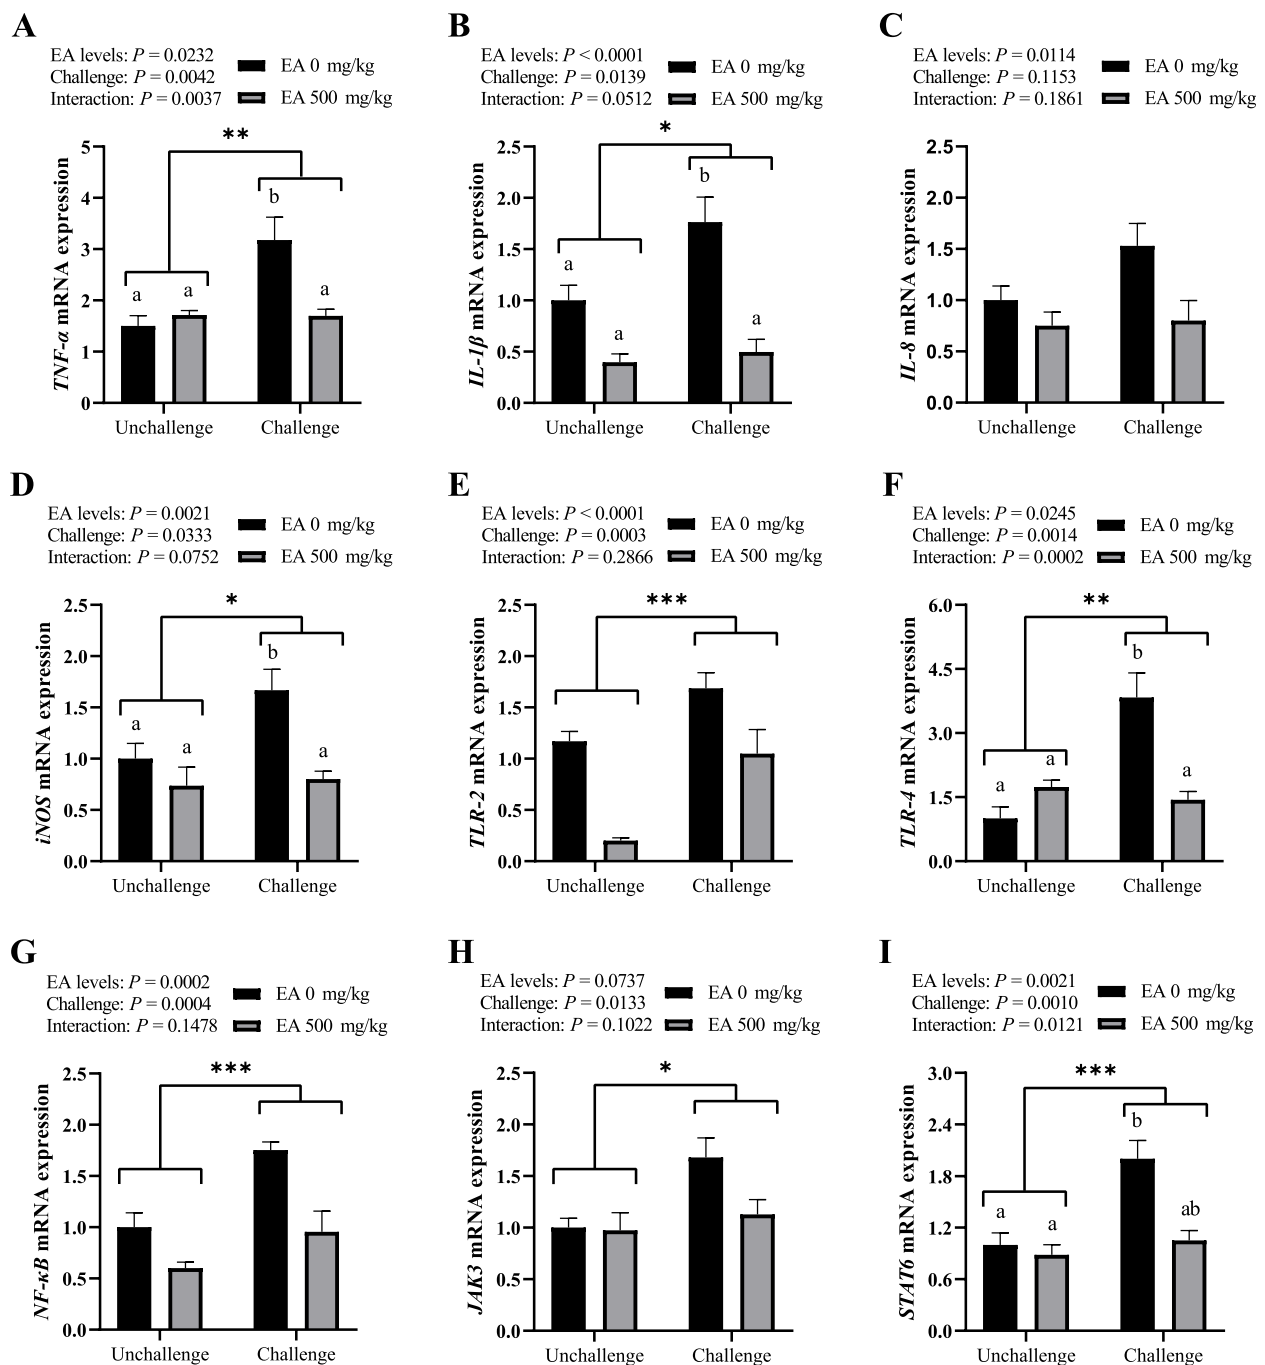 A
EA levels: P = 0.0232
Challenge: P = 0.0042
Interaction: P = 0.0037
EA 0 mg/kg
EA 500 mg/kg
TNF-α mRNA expression
5
4
3
2
1
0
**
a
a
b
a
Unchallenge
Challenge
B
EA levels: P < 0.0001
Challenge: P = 0.0139
Interaction: P = 0.0512
EA 0 mg/kg
EA 500 mg/kg
IL-1β mRNA expression
2.5
2.0
1.5
1.0
0.5
0.0
*
a
a
b
a
Unchallenge
Challenge
C
EA levels: P = 0.0114
Challenge: P = 0.1153
Interaction: P = 0.1861
EA 0 mg/kg
EA 500 mg/kg
IL-8 mRNA expression
2.5
2.0
1.5
1.0
0.5
0.0
Unchallenge
Challenge
D
EA levels: P = 0.0021
Challenge: P = 0.0333
Interaction: P = 0.0752
EA 0 mg/kg
EA 500 mg/kg
iNOS mRNA expression
2.5
2.0
1.5
1.0
0.5
0.0
*
a
a
b
a
Unchallenge
Challenge
E
EA levels: P < 0.0001
Challenge: P = 0.0003
Interaction: P = 0.2866
EA 0 mg/kg
EA 500 mg/kg
TLR-2 mRNA expression
2.5
2.0
1.5
1.0
0.5
0.0
***
Unchallenge
Challenge
F
EA levels: P = 0.0245
Challenge: P = 0.0014
Interaction: P = 0.0002
EA 0 mg/kg
EA 500 mg/kg
TLR-4 mRNA expression
6.0
4.5
3.0
1.5
0.0
**
a
a
b
a
Unchallenge
Challenge
G
EA levels: P = 0.0002
Challenge: P = 0.0004
Interaction: P = 0.1478
EA 0 mg/kg
EA 500 mg/kg
NF-κB mRNA expression
2.5
2.0
1.5
1.0
0.5
0.0
***
Unchallenge
Challenge
H
EA levels: P = 0.0737
Challenge: P = 0.0133
Interaction: P = 0.1022
EA 0 mg/kg
EA 500 mg/kg
JAK3 mRNA expression
2.5
2.0
1.5
1.0
0.5
0.0
*
Unchallenge
Challenge
I
EA levels: P = 0.0021
Challenge: P = 0.0010
Interaction: P = 0.0121
EA 0 mg/kg
EA 500 mg/kg
STAT6 mRNA expression
3.0
2.4
1.8
1.2
0.6
0.0
***
a
a
b
ab
Unchallenge
Challenge